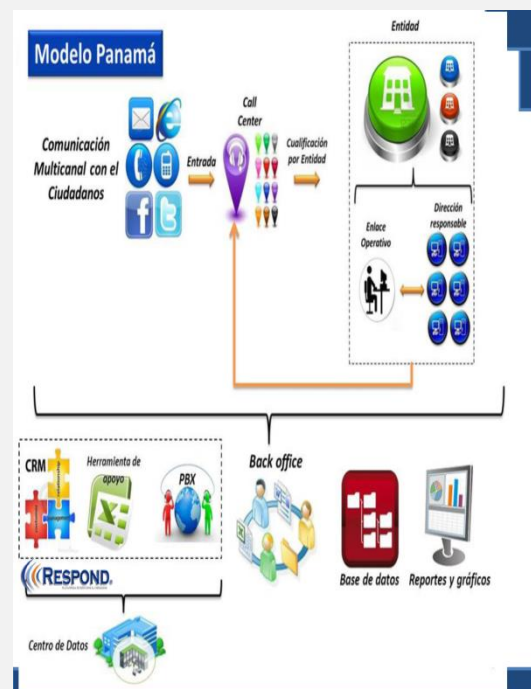 Modelo Panamá
Entidad
Call
Center
Comunicación
Multicanal con el
Ciudadanos
Entrada
Cualificación
por Entidad
Enlace
Operativo
Dirección
responsable
CRM
Herramienta de
apoyo
PBX
Back office
Base de datos
Reportes y gráficos
RESPOND.
Centro de Datos